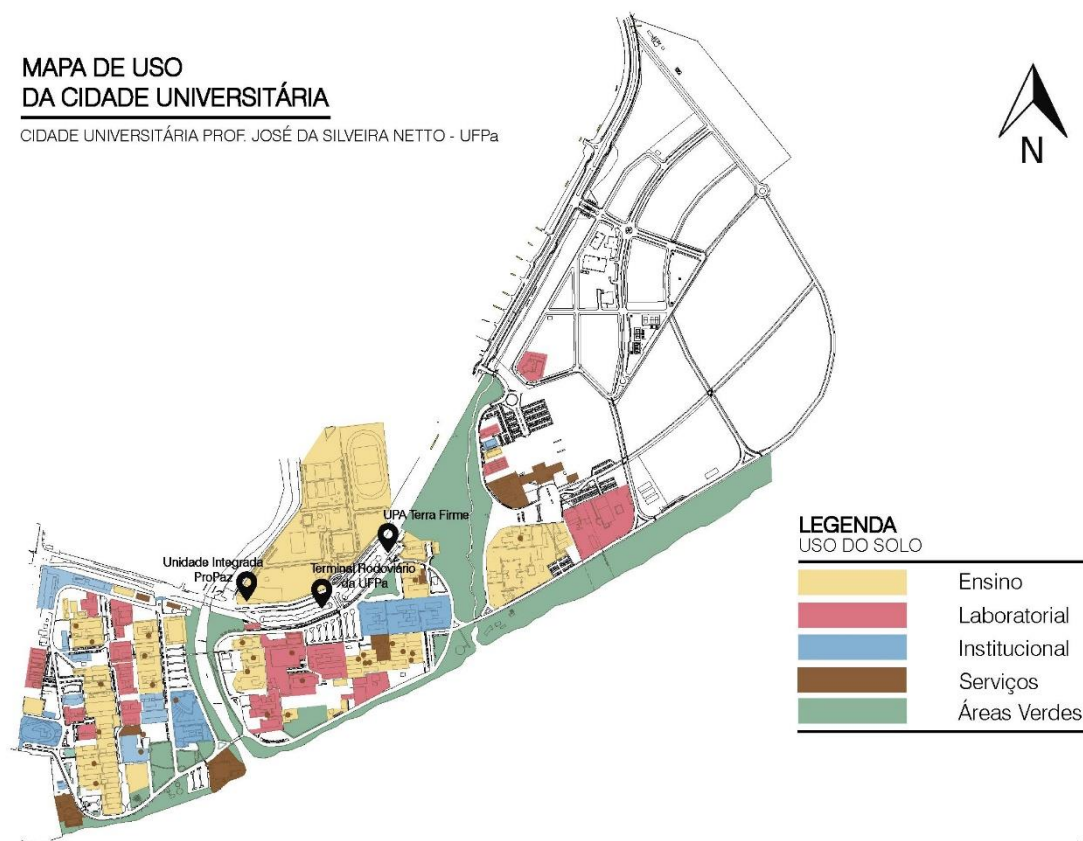 MAPA DE USO
DA CIDADE UNIVERSITÁRIA
CIDADE UNIVERSITÁRIA PROF. JOSÉ DA SILVEIRA NETTO - UFPa
N
UPA Terra Firme
Unidade Integrada
ProPaz
Terminal Rodoviário
da UFPa
LEGENDA
USO DO SOLO
Ensino
Laboratorial
Institucional
Serviços
Áreas Verdes